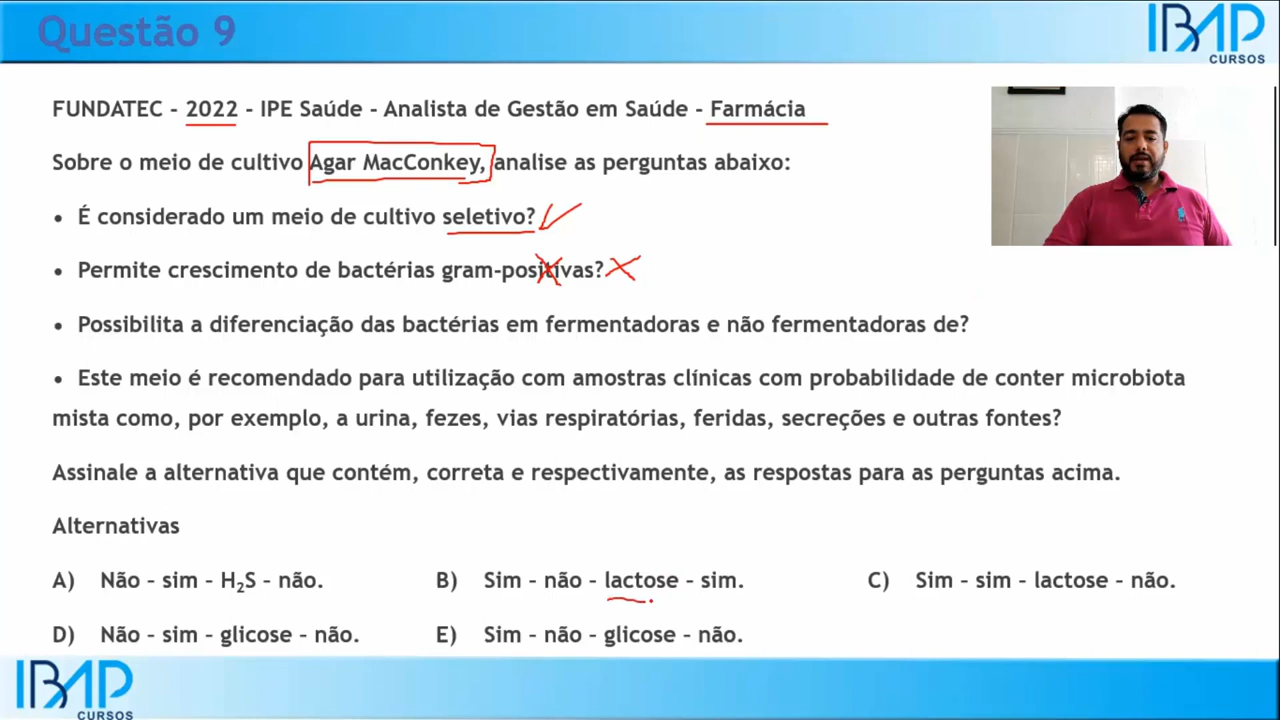 Questão 9
IBAP
CURSOS
FUNDATEC - 2022 - IPE Saúde - Analista de Gestão em Saúde - Farmácia
Sobre o meio de cultivo Agar MacConkey, analise as perguntas abaixo:
• É considerado um meio de cultivo seletivo?
• Permite crescimento de bactérias gram-positivas?
• Possibilita a diferenciação das bactérias em fermentadoras e não fermentadoras de?
• Este meio é recomendado para utilização com amostras clínicas com probabilidade de conter microbiota
mista como, por exemplo, a urina, fezes, vias respiratórias, feridas, secreções e outras fontes?
Assinale a alternativa que contém, correta e respectivamente, as respostas para as perguntas acima.
Alternativas
A) Não - sim - H₂S - não. B) Sim - não - lactose - sim. C) Sim - sim - lactose - não.
D) Não - sim - glicose - não. E) Sim - não - glicose - não.
IBAP
CURSOS